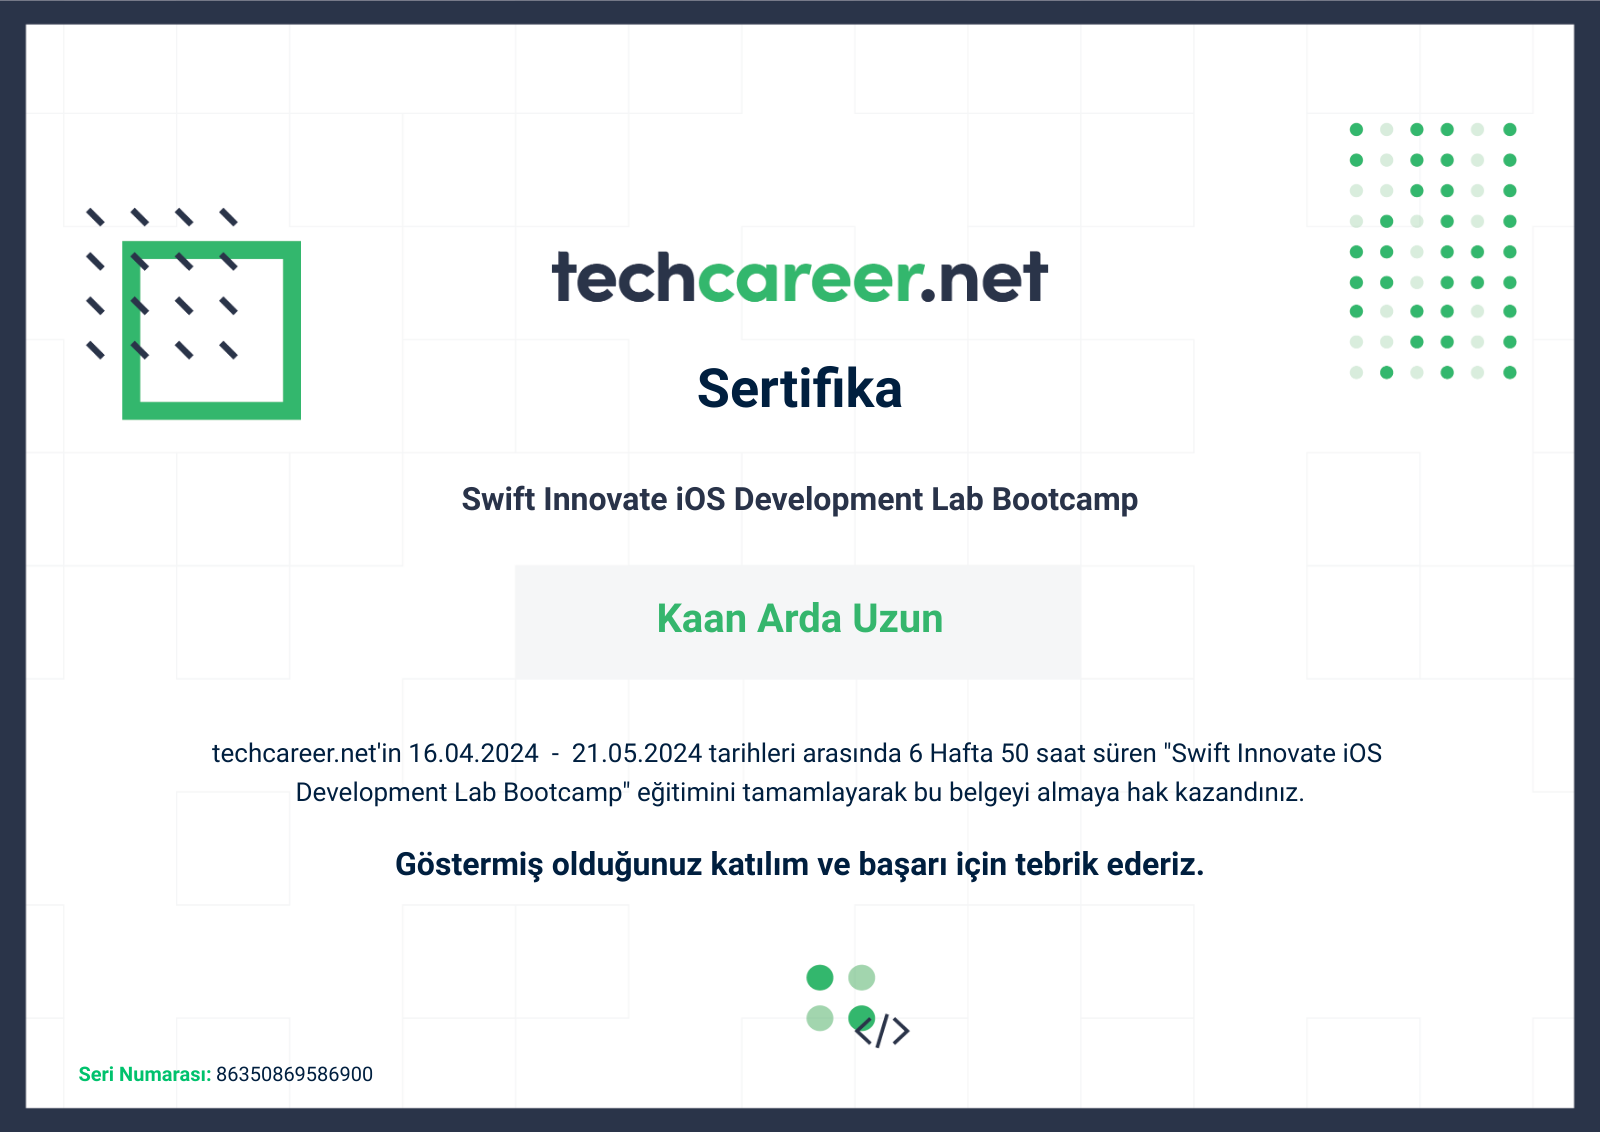 techcareer.net
Sertifika
Swift Innovate iOS Development Lab Bootcamp
Kaan Arda Uzun
techcareer.net'in 16.04.2024 - 21.05.2024 tarihleri arasında 6 Hafta 50 saat süren "Swift Innovate iOS
Development Lab Bootcamp" eğitimini tamamlayarak bu belgeyi almaya hak kazandınız.
Göstermiş olduğunuz katılım ve başarı için tebrik ederiz.
</>
Seri Numarası: 86350869586900